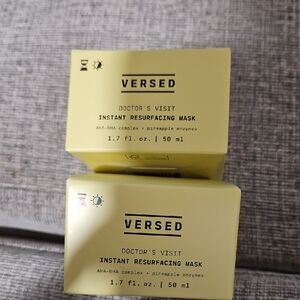 VERSED
DOCTOR'S VISIT
INSTANT RESURFACING MASK
AHA-BHA complex + pineapple enzymes
1.7 fl. oz. | 50 ml
VERSED
DOCTOR'S VISIT
INSTANT RESURFACING MASK
AHA-BHA complex + pineapple enzymes
1.7 fl. oz. | 50 ml